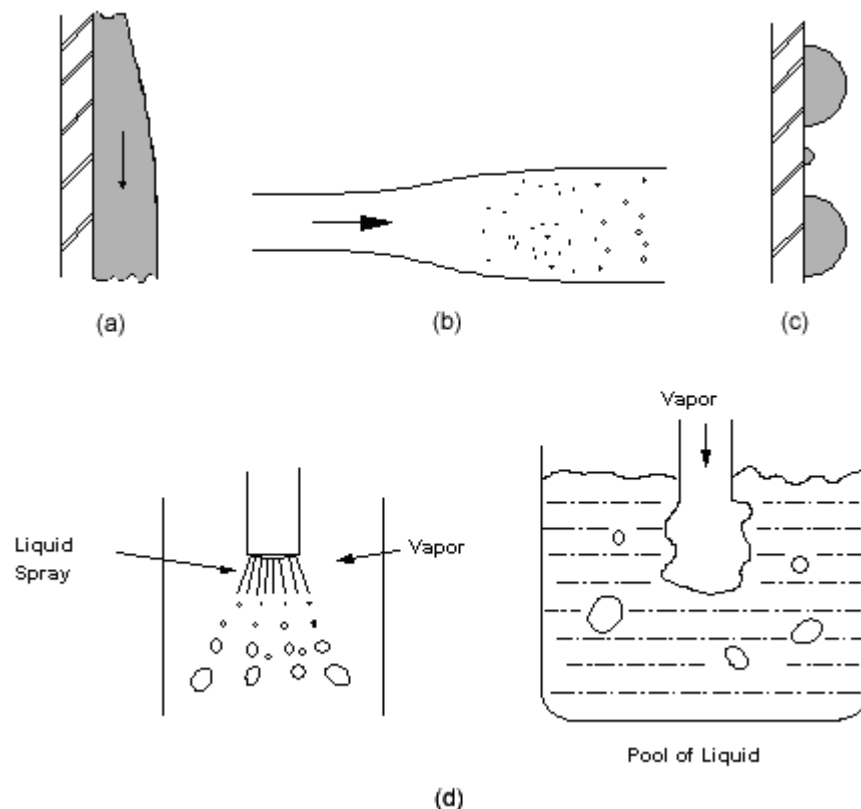 (a)
(b)
(c)
Vapor
Liquid
Spray
Vapor
Pool of Liquid
(d)